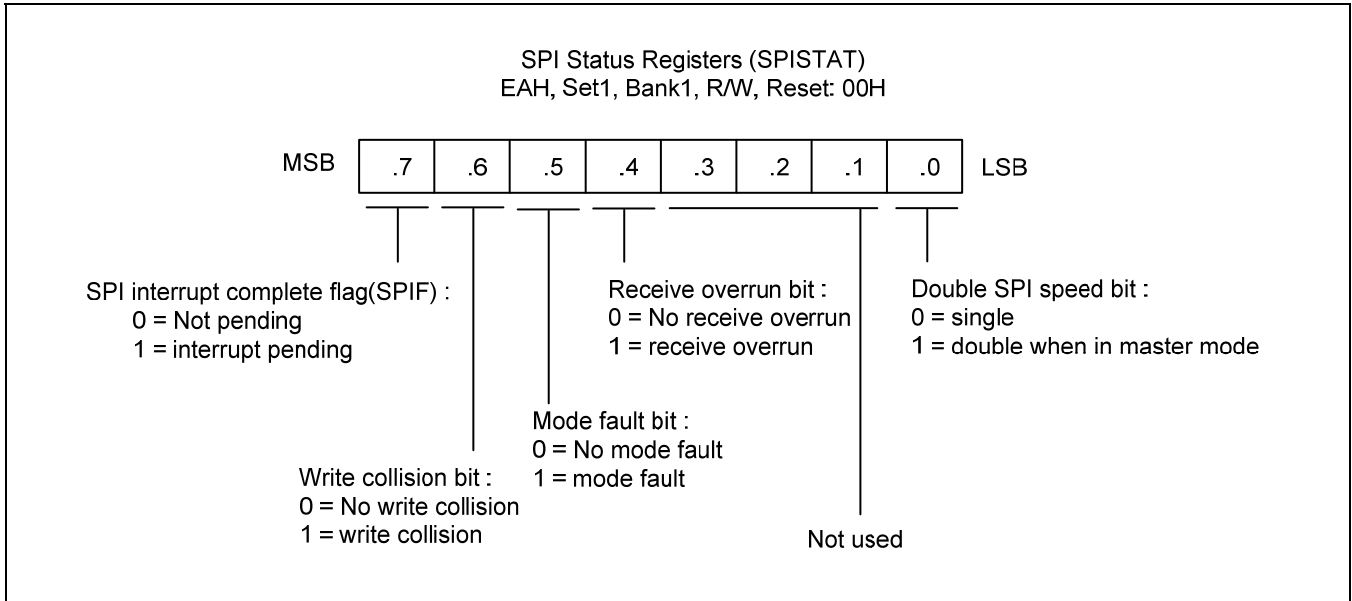 SPI Status Registers (SPISTAT)
EAH, Set1, Bank1, R/W, Reset: 00H
MSB .7 .6 .5 .4 .3 .2 .1 .0 LSB
SPI interrupt complete flag(SPIF) :
0 = Not pending
1 = interrupt pending
Receive overrun bit :
0 = No receive overrun
1 = receive overrun
Double SPI speed bit :
0 = single
1 = double when in master mode
Mode fault bit :
0 = No mode fault
1 = mode fault
Write collision bit :
0 = No write collision
1 = write collision
Not used